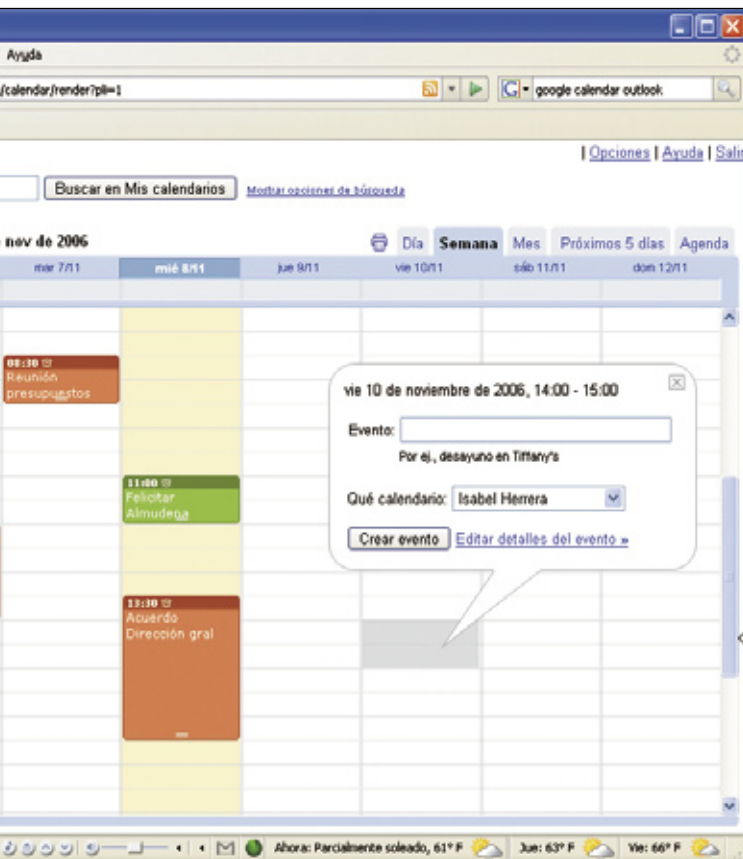 Ayuda
/calendar/render?pli=1
google calendar outlook
| Opciones | Ayuda | Salir
Buscar en Mis calendarios Mostrar opciones de búsqueda
nov de 2006 Día Semana Mes Próximos 5 días Agenda
mar 7/11 mié 8/11 jue 9/11 vie 10/11 sáb 11/11 dom 12/11
08:30
Reunión
presupuestos
vie 10 de noviembre de 2006, 14:00 - 15:00
Evento:
Por ej., desayuno en Tiffany's
11:00
Felicitar
Almudena
Qué calendario: Isabel Herrera
Crear evento Editar detalles del evento »
13:30
Acuerdo
Dirección gral
Ahora: Parcialmente soleado, 61° F Jue: 63° F Vie: 66° F